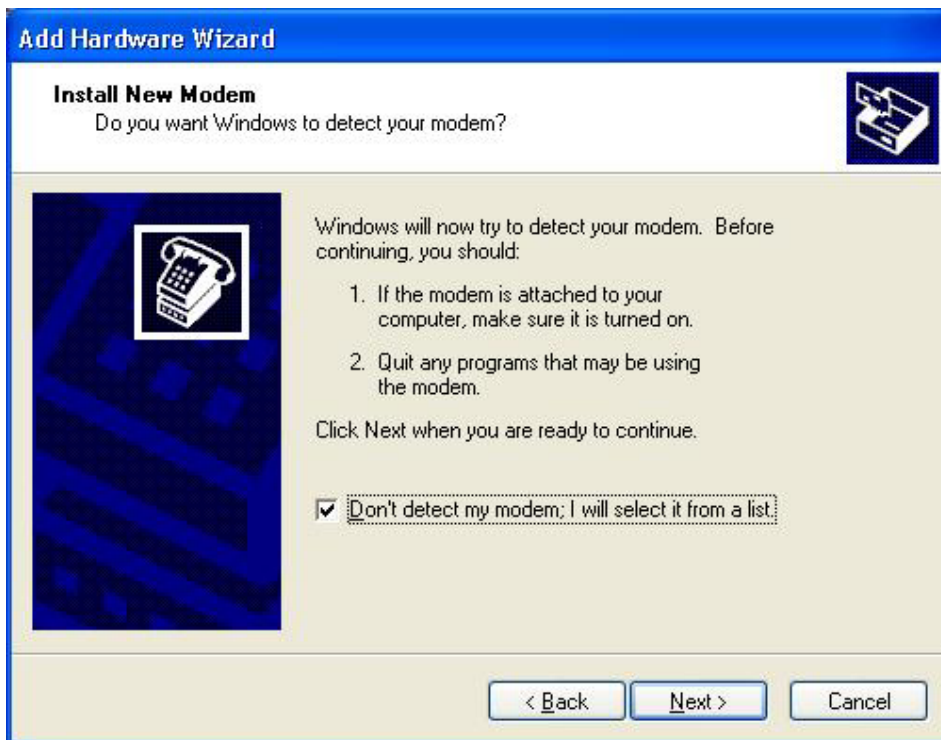 Add Hardware Wizard
Install New Modem
Do you want Windows to detect your modem?
Windows will now try to detect your modem. Before
continuing, you should:
1. If the modem is attached to your
computer, make sure it is turned on.
2. Quit any programs that may be using
the modem.
Click Next when you are ready to continue.
Don't detect my modem; I will select it from a list.
< Back Next > Cancel